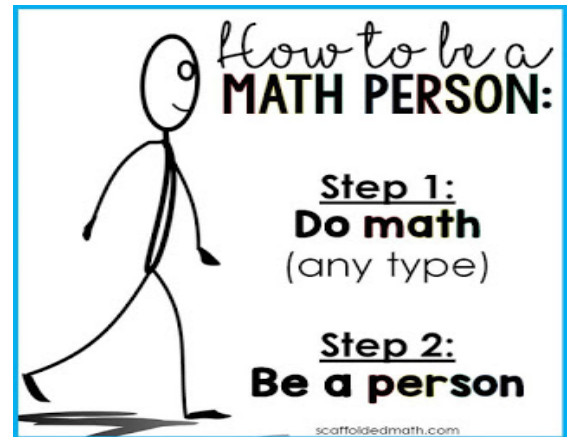 How to be a
MATH PERSON:
Step 1:
Do math
(any type)
Step 2:
Be a person
scaffoldedmath.com